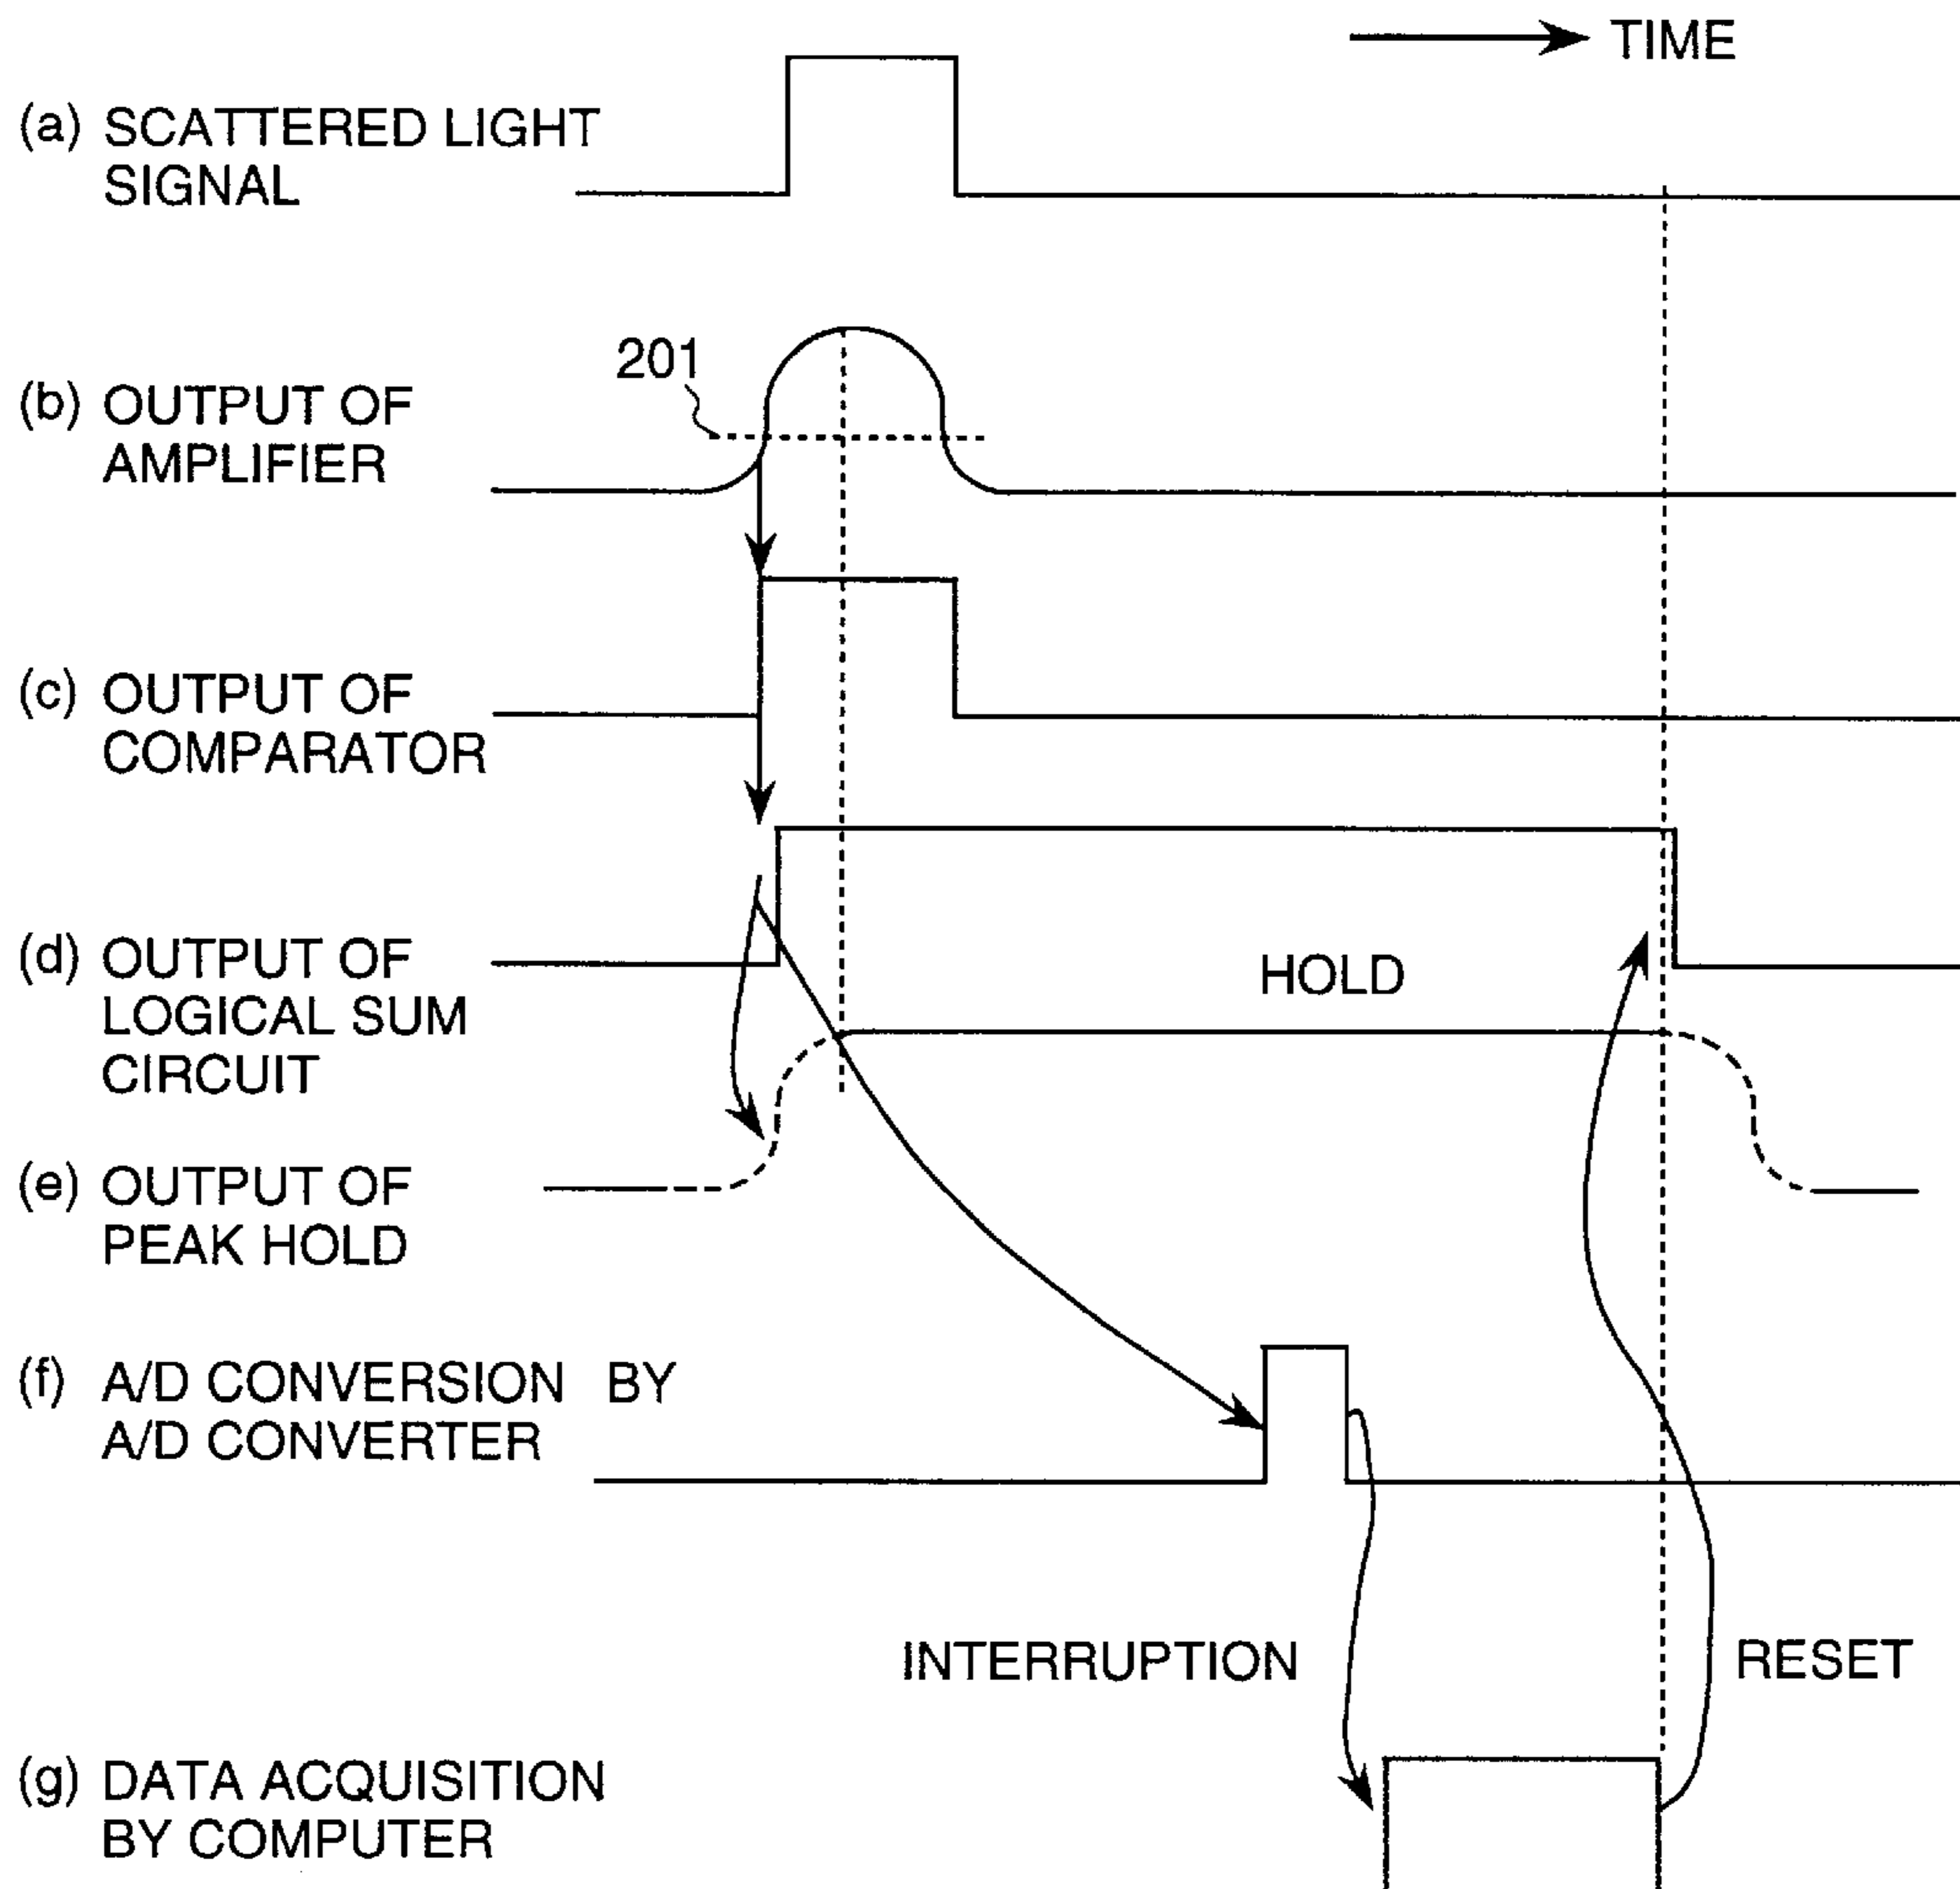 TIME
(a) SCATTERED LIGHT
SIGNAL
201
(b) OUTPUT OF
AMPLIFIER
(c) OUTPUT OF
COMPARATOR
(d) OUTPUT OF
LOGICAL SUM
CIRCUIT
HOLD
(e) OUTPUT OF
PEAK HOLD
(f) A/D CONVERSION BY
A/D CONVERTER
INTERRUPTION
RESET
(g) DATA ACQUISITION
BY COMPUTER